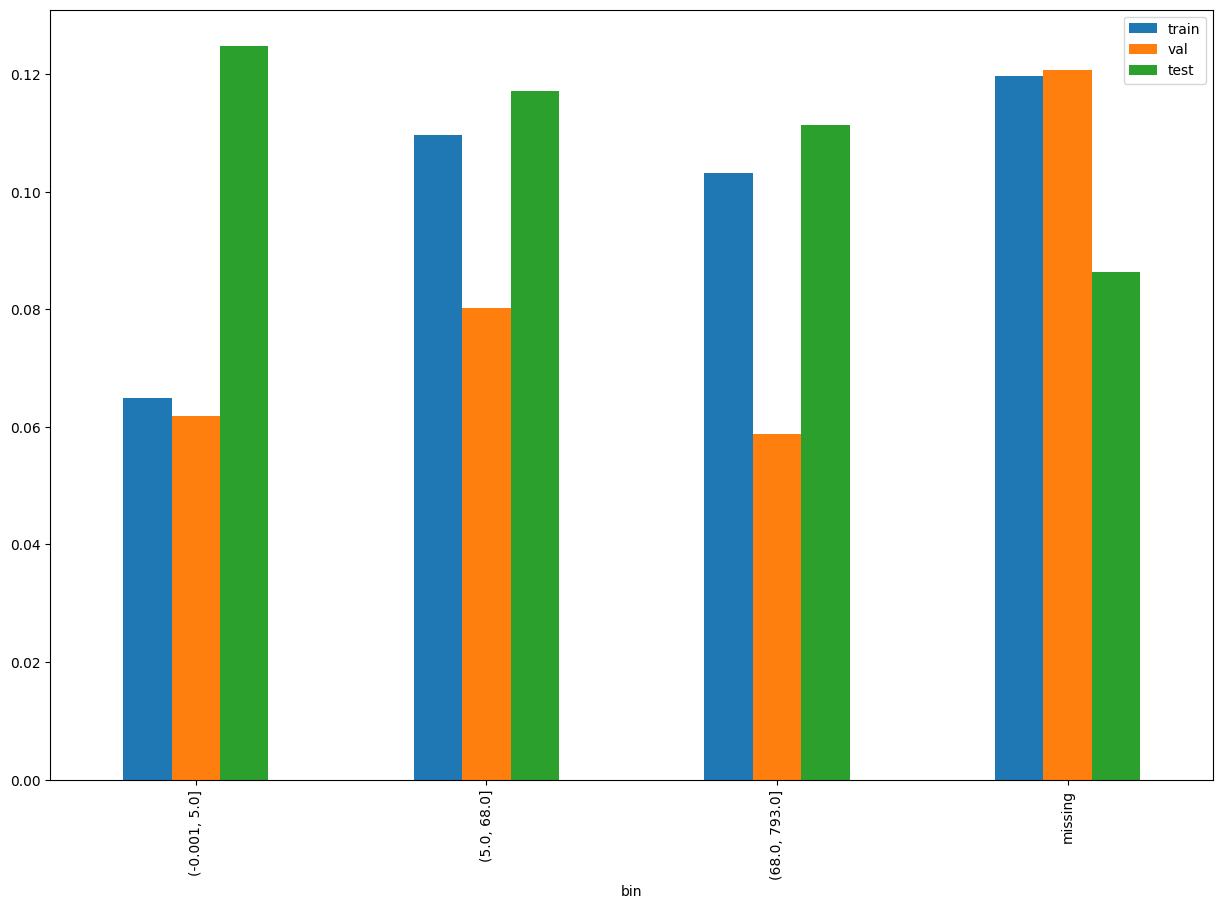 train
val
test
0.12
0.10
0.08
0.06
0.04
0.02
0.00
(-0.001, 5.0]
(5.0, 68.0]
(68.0, 793.0]
missing
bin